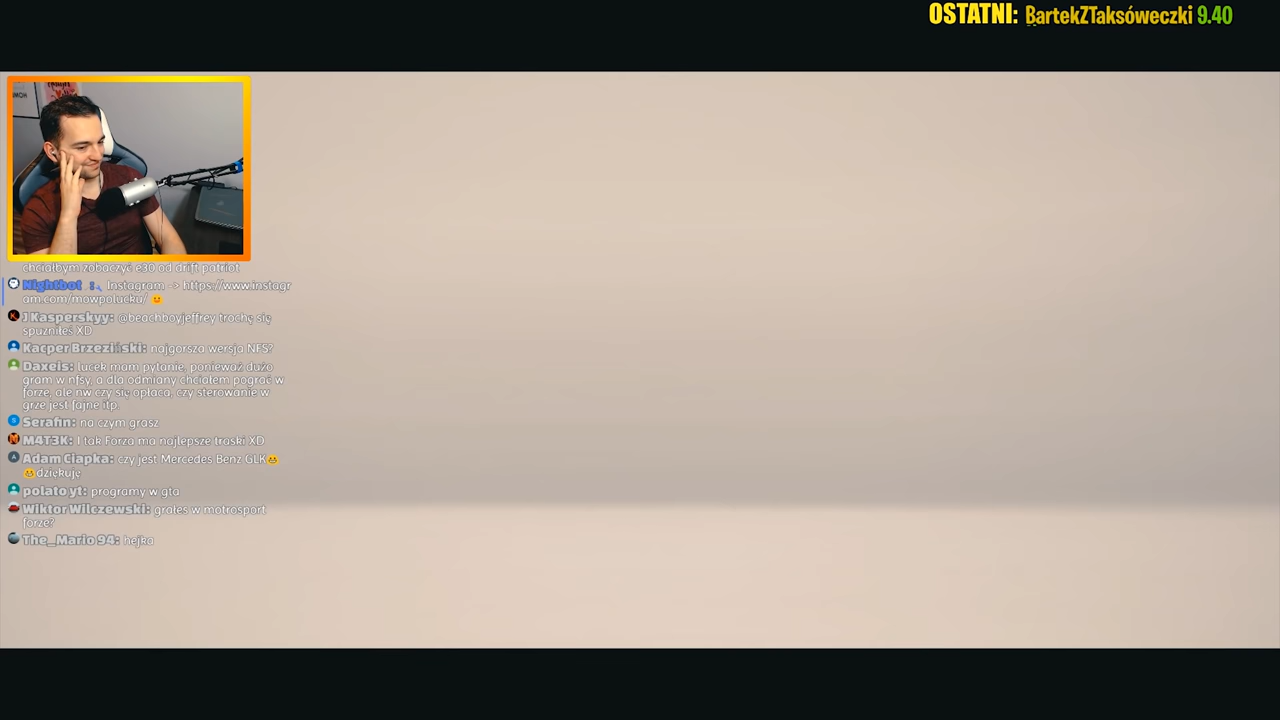 OSTATNI: BartekZTaksóweczki 9.40
chciałbym zobaczyć e30 od drift patriot
Nightbot Instagram -> https://www.instagr
am.com/mowpolucku/
J Kasperskyy: @beachboyjeffrey trochę się
spuźniłeś XD
Kacper Brzeziński: najgorsza wersja NFS?
Daxeis: lucek mam pytanie, ponieważ dużo
gram w nfsy, a dla odmiany chciałem pograć w
forze, ale nw czy się opłaca, czy sterowanie w
grze jest fajne itp.
Serafin: na czym grasz
M4T3K: I tak Forza ma najlepsze traski XD
Adam Ciapka: czy jest Mercedes Benz GLK
dziękuję
polato yt: programy w gta
Wiktor Wilczewski: grałeś w motrosport
forze?
The_Mario 94: hejka